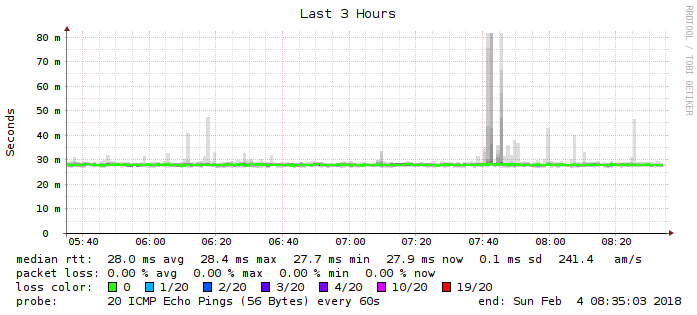 Last 3 Hours
RRDTOOL / TOBI OETIKER
Seconds
80 m
70 m
60 m
50 m
40 m
30 m
20 m
10 m
0
05:40 06:00 06:20 06:40 07:00 07:20 07:40 08:00 08:20
median rtt: 28.0 ms avg 28.4 ms max 27.7 ms min 27.9 ms now 0.1 ms sd 241.4 am/s
packet loss: 0.00 % avg 0.00 % max 0.00 % min 0.00 % now
loss color: 0 1/20 2/20 3/20 4/20 10/20 19/20
probe: 20 ICMP Echo Pings (56 Bytes) every 60s end: Sun Feb 4 08:35:03 2018